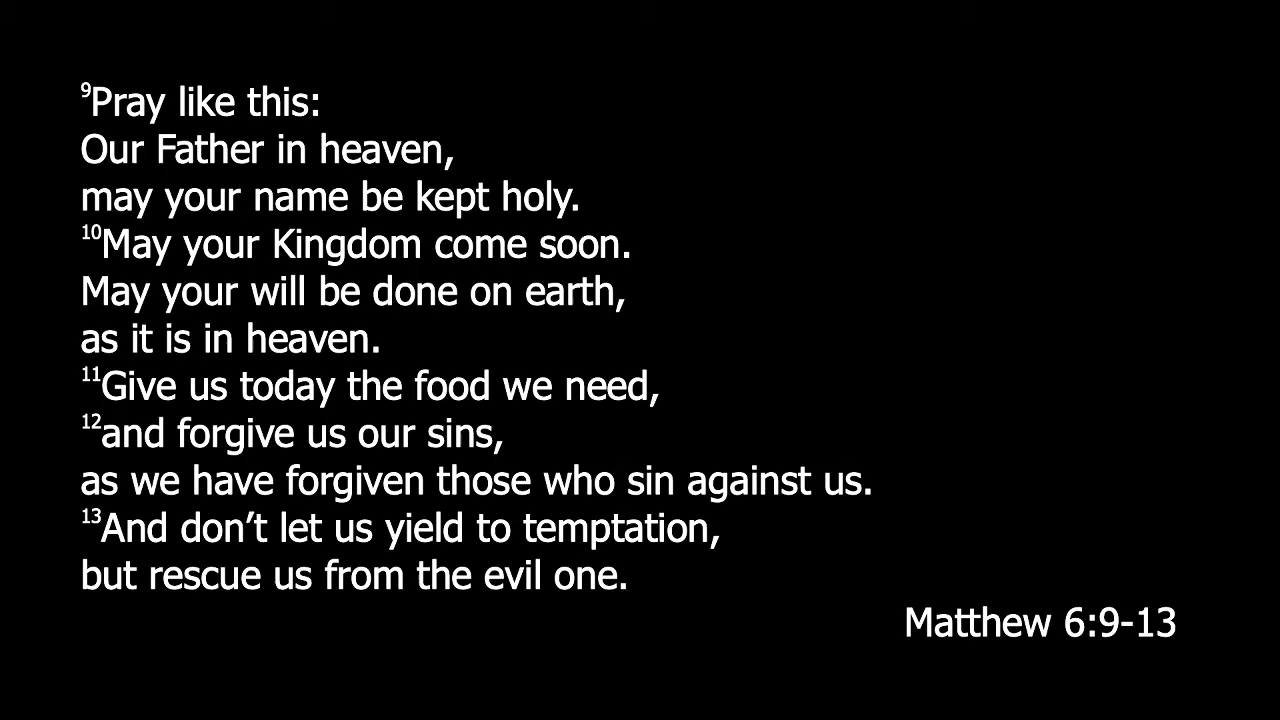 ⁹Pray like this:
Our Father in heaven,
may your name be kept holy.
¹⁰May your Kingdom come soon.
May your will be done on earth,
as it is in heaven.
¹¹Give us today the food we need,
¹²and forgive us our sins,
as we have forgiven those who sin against us.
¹³And don’t let us yield to temptation,
but rescue us from the evil one.
Matthew 6:9-13